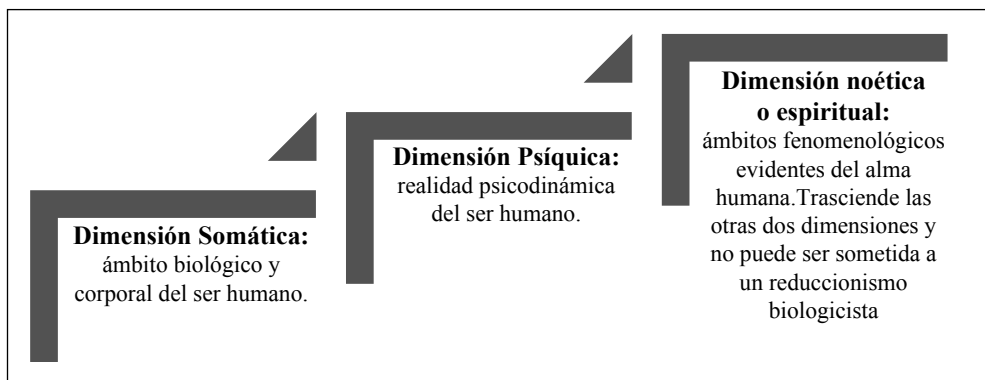 Dimensión Somática:
ámbito biológico y
corporal del ser humano.
Dimensión Psíquica:
realidad psicodinámica
del ser humano.
Dimensión noética
o espiritual:
ámbitos fenomenológicos
evidentes del alma
humana.Trasciende las
otras dos dimensiones y
no puede ser sometida a
un reduccionismo
biologicista